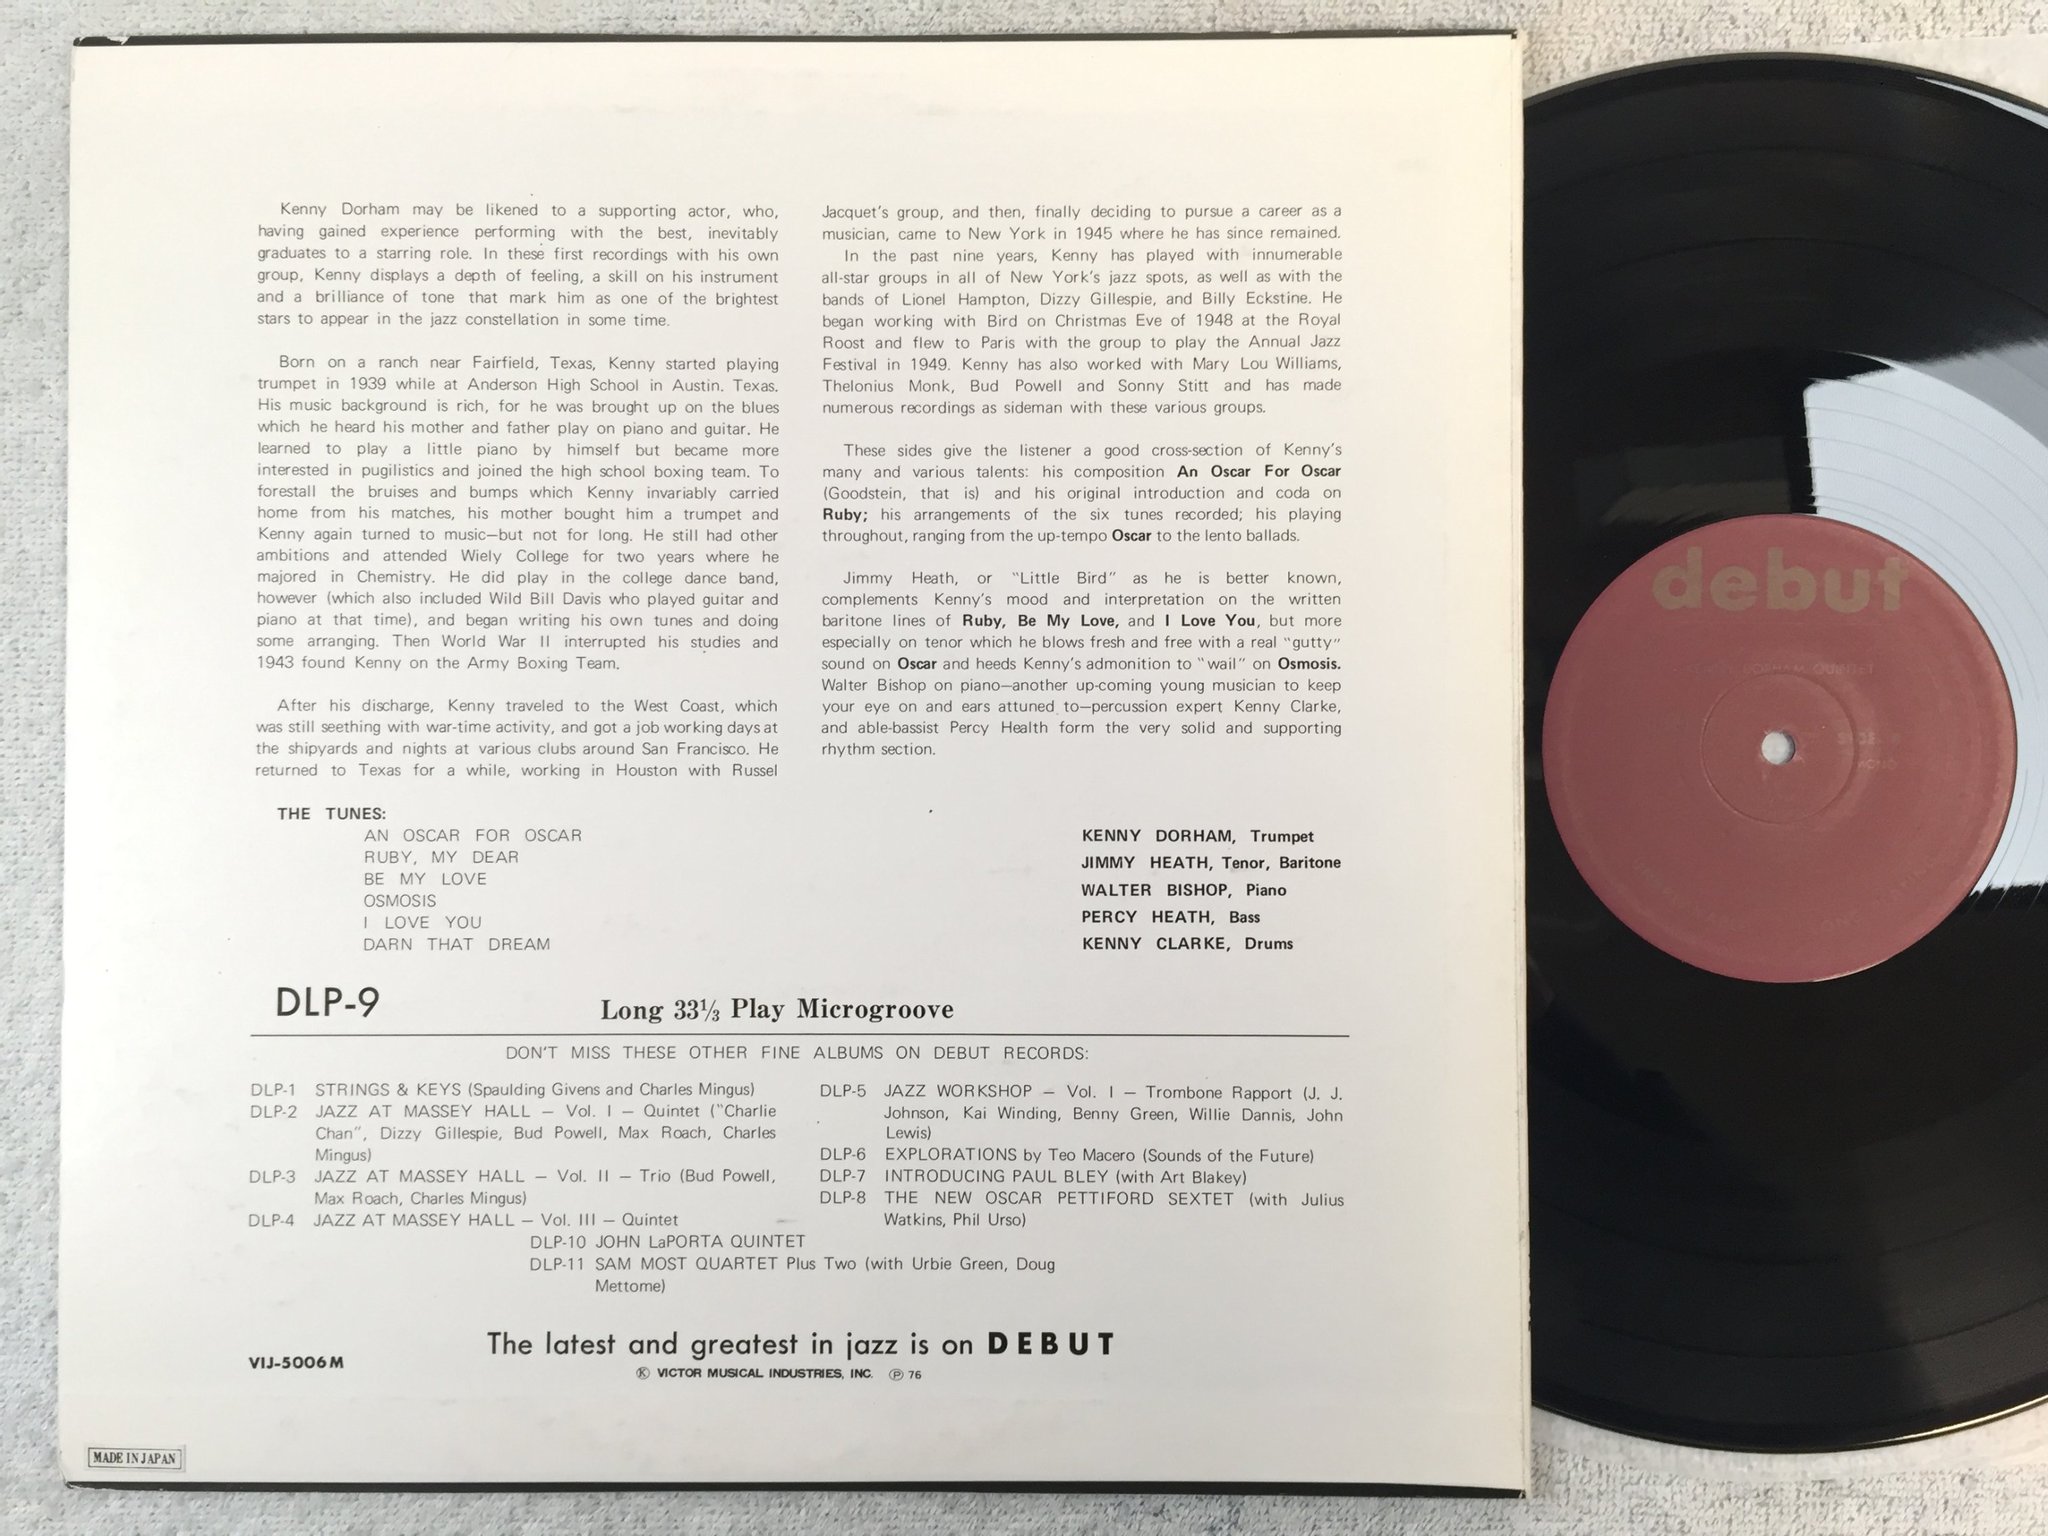 Kenny Dorham may be likened to a supporting actor, who,
having gained experience performing with the best, inevitably
graduates to a starring role. In these first recordings with his own
group, Kenny displays a depth of feeling, a skill on his instrument
and a brilliance of tone that mark him as one of the brightest
stars to appear in the jazz constellation in some time.
Born on a ranch near Fairfield, Texas, Kenny started playing
trumpet in 1939 while at Anderson High School in Austin. Texas.
His music background is rich, for he was brought up on the blues
which he heard his mother and father play on piano and guitar. He
learned to play a little piano by himself but became more
interested in pugilistics and joined the high school boxing team. To
forestall the bruises and bumps which Kenny invariably carried
home from his matches, his mother bought him a trumpet and
Kenny again turned to music—but not for long. He still had other
ambitions and attended Wiely College for two years where he
majored in Chemistry. He did play in the college dance band,
however (which also included Wild Bill Davis who played guitar and
piano at that time), and began writing his own tunes and doing
some arranging. Then World War II interrupted his studies and
1943 found Kenny on the Army Boxing Team.
After his discharge, Kenny traveled to the West Coast, which
was still seething with war-time activity, and got a job working days at
the shipyards and nights at various clubs around San Francisco. He
returned to Texas for a while, working in Houston with Russel
Jacquet's group, and then, finally deciding to pursue a career as a
musician, came to New York in 1945 where he has since remained.
In the past nine years, Kenny has played with innumerable
all-star groups in all of New York's jazz spots, as well as with the
bands of Lionel Hampton, Dizzy Gillespie, and Billy Eckstine. He
began working with Bird on Christmas Eve of 1948 at the Royal
Roost and flew to Paris with the group to play the Annual Jazz
Festival in 1949. Kenny has also worked with Mary Lou Williams,
Thelonius Monk, Bud Powell and Sonny Stitt and has made
numerous recordings as sideman with these various groups.
These sides give the listener a good cross-section of Kenny's
many and various talents: his composition An Oscar For Oscar
(Goodstein, that is) and his original introduction and coda on
Ruby; his arrangements of the six tunes recorded; his playing
throughout, ranging from the up-tempo Oscar to the lento ballads.
Jimmy Heath, or "Little Bird" as he is better known,
complements Kenny's mood and interpretation on the written
baritone lines of Ruby, Be My Love, and I Love You, but more
especially on tenor which he blows fresh and free with a real "gutty"
sound on Oscar and heeds Kenny's admonition to "wail" on Osmosis.
Walter Bishop on piano—another up-coming young musician to keep
your eye on and ears attuned to—percussion expert Kenny Clarke,
and able-bassist Percy Health form the very solid and supporting
rhythm section.
THE TUNES:
AN OSCAR FOR OSCAR
RUBY, MY DEAR
BE MY LOVE
OSMOSIS
I LOVE YOU
DARN THAT DREAM
KENNY DORHAM, Trumpet
JIMMY HEATH, Tenor, Baritone
WALTER BISHOP, Piano
PERCY HEATH, Bass
KENNY CLARKE, Drums
DLP-9
Long 33⅓ Play Microgroove
DON'T MISS THESE OTHER FINE ALBUMS ON DEBUT RECORDS:
DLP-1 STRINGS & KEYS (Spaulding Givens and Charles Mingus)
DLP-2 JAZZ AT MASSEY HALL — Vol. I — Quintet ("Charlie
Chan", Dizzy Gillespie, Bud Powell, Max Roach, Charles
Mingus)
DLP-3 JAZZ AT MASSEY HALL — Vol. II — Trio (Bud Powell,
Max Roach, Charles Mingus)
DLP-4 JAZZ AT MASSEY HALL — Vol. III — Quintet
DLP-5 JAZZ WORKSHOP — Vol. I — Trombone Rapport (J. J.
Johnson, Kai Winding, Benny Green, Willie Dannis, John
Lewis)
DLP-6 EXPLORATIONS by Teo Macero (Sounds of the Future)
DLP-7 INTRODUCING PAUL BLEY (with Art Blakey)
DLP-8 THE NEW OSCAR PETTIFORD SEXTET (with Julius
Watkins, Phil Urso)
DLP-10 JOHN LaPORTA QUINTET
DLP-11 SAM MOST QUARTET Plus Two (with Urbie Green, Doug
Mettome)
The latest and greatest in jazz is on DEBUT
VIJ-5006M
Ⓚ VICTOR MUSICAL INDUSTRIES, INC. Ⓟ 76
MADE IN JAPAN
debut
DORHAM QUINTET